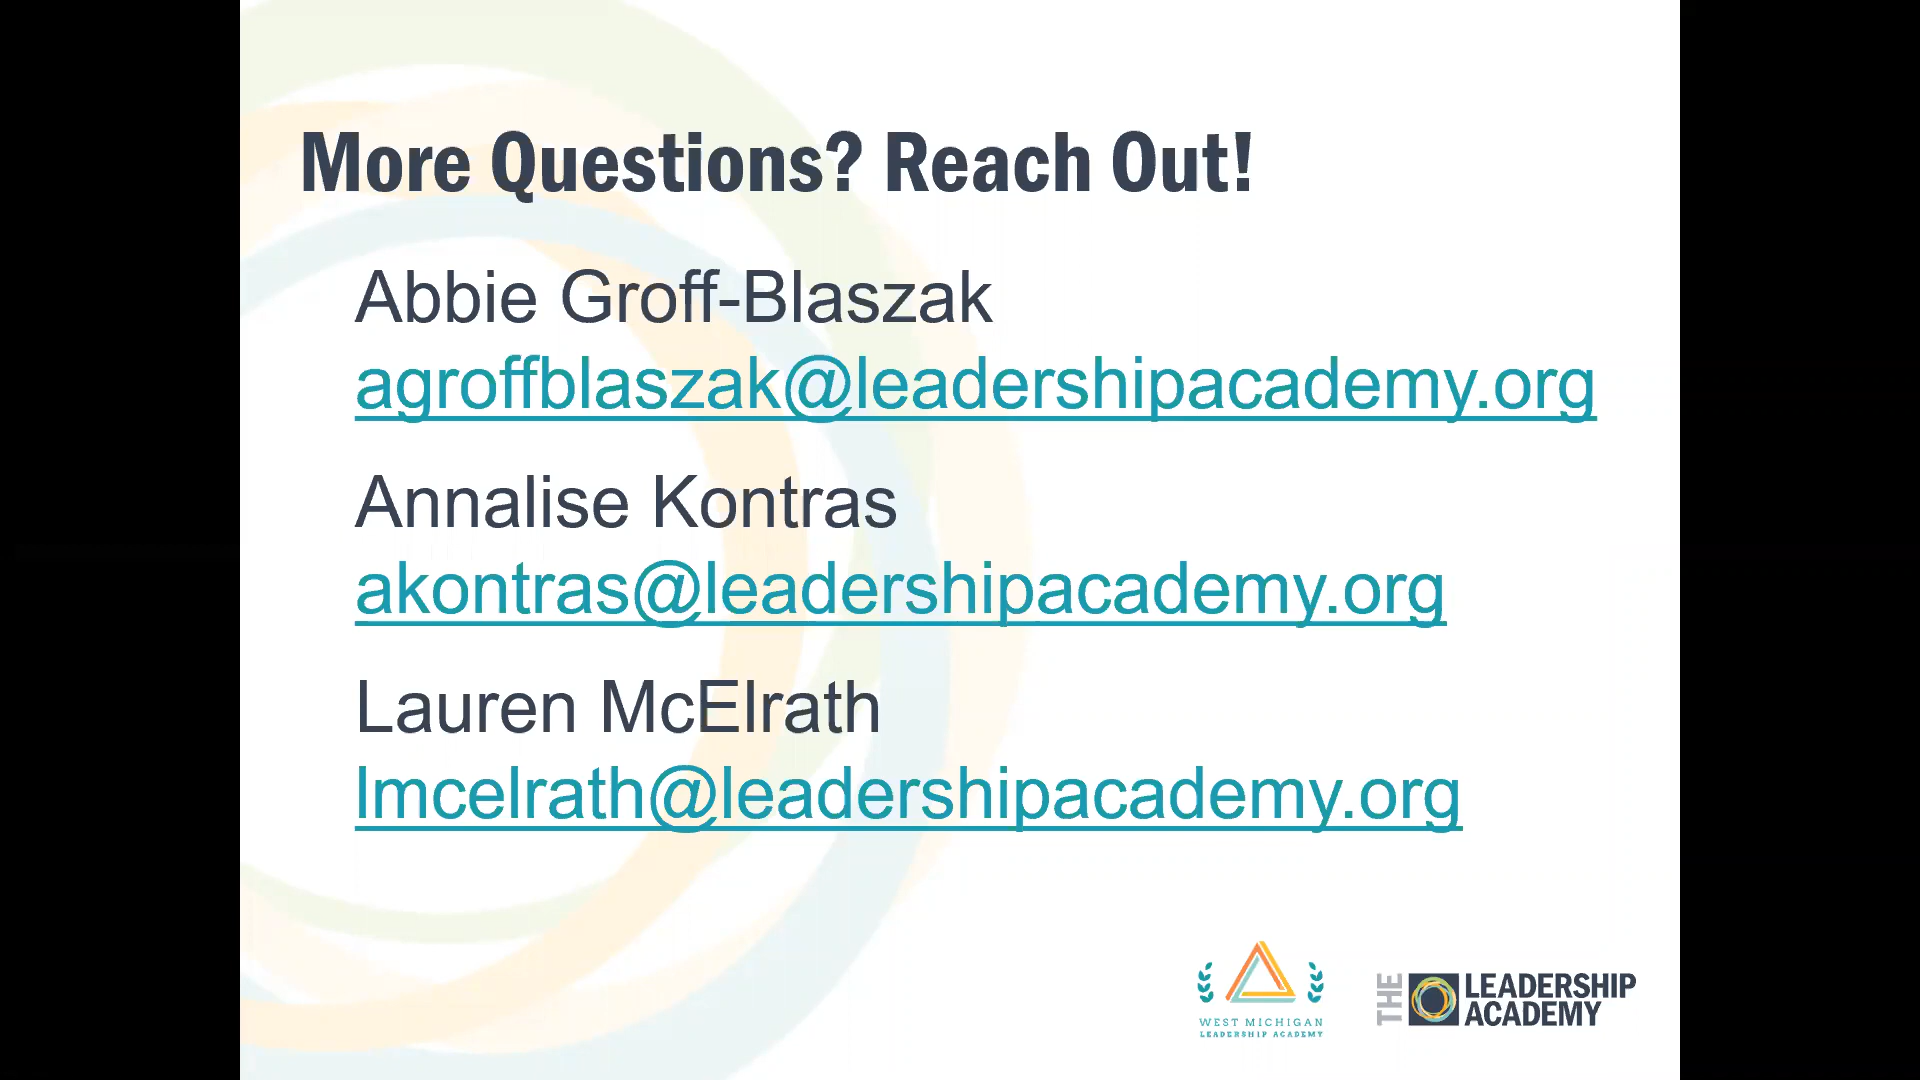 More Questions? Reach Out!
Abbie Groff-Blaszak
agroffblaszak@leadershipacademy.org
Annalise Kontras
akontras@leadershipacademy.org
Lauren McElrath
lmcelrath@leadershipacademy.org
WEST MICHIGAN
LEADERSHIP ACADEMY
THE
LEADERSHIP
ACADEMY